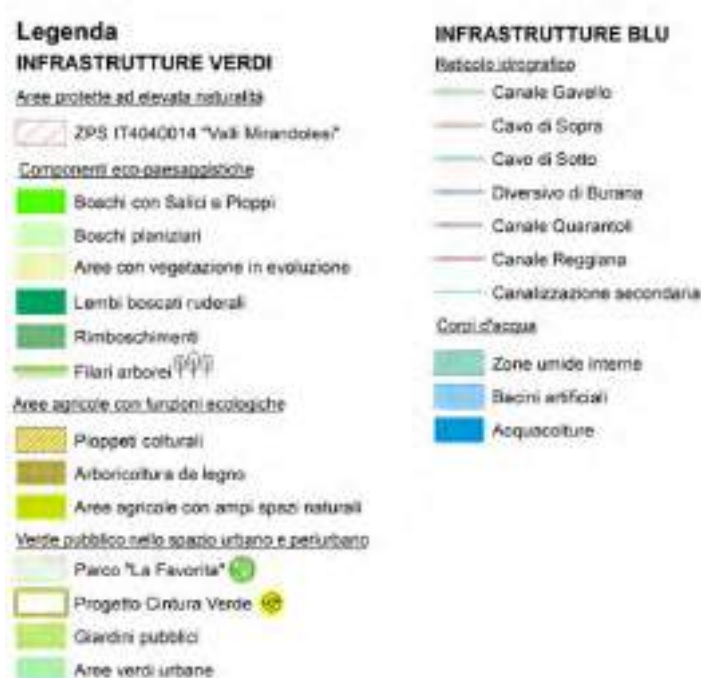 Legenda
INFRASTRUTTURE VERDI
Aree protette ad elevata naturalità
ZPS IT4040014 "Valli Mirandolesi"
Componenti eco-paesaggistiche
Boschi con Salici e Pioppi
Boschi planiziari
Aree con vegetazione in evoluzione
Lembi boscati ruderali
Rimboschimenti
Filari arborei
Aree agricole con funzioni ecologiche
Pioppeti colturali
Arboricoltura da legno
Aree agricole con ampi spazi naturali
Verde pubblico nello spazio urbano e periurbano
Parco "La Favorita"
Progetto Cintura Verde
Giardini pubblici
Aree verdi urbane
INFRASTRUTTURE BLU
Reticolo idrografico
Canale Gavello
Cavo di Sopra
Cavo di Sotto
Diversivo di Burana
Canale Quarantoli
Canale Reggiana
Canalizzazione secondaria
Corpi d'acqua
Zone umide interne
Bacini artificiali
Acquacolture